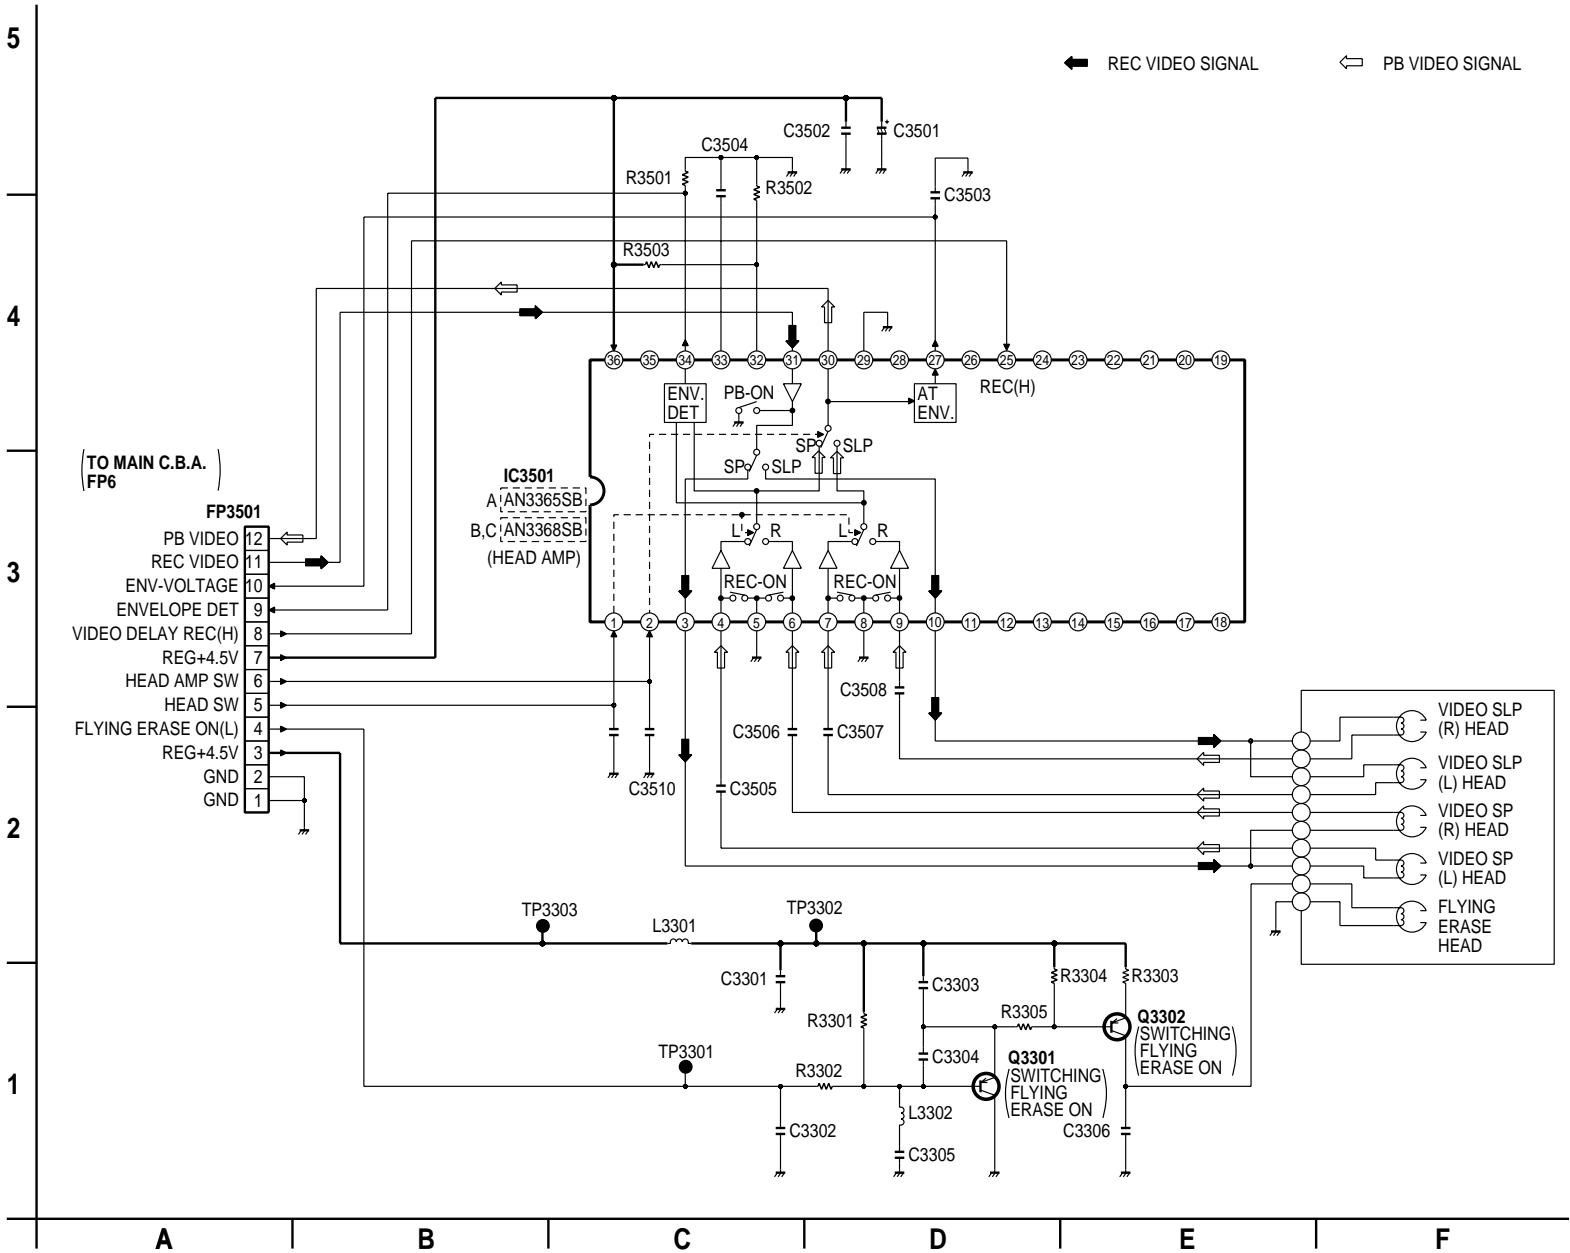 5
REC VIDEO SIGNAL
PB VIDEO SIGNAL
C3502
C3501
C3504
R3501
R3502
C3503
R3503
4
36 35 34 33 32 31 30 29 28 27 26 25 24 23 22 21 20 19
ENV.
DET
PB-ON
AT
ENV.
REC(H)
SP
SLP
SP
SLP
(TO MAIN C.B.A.
FP6)
IC3501
A AN3365SB
B,C AN3368SB
(HEAD AMP)
L R
L R
REC-ON
REC-ON
3
FP3501
PB VIDEO 12
REC VIDEO 11
ENV-VOLTAGE 10
ENVELOPE DET 9
VIDEO DELAY REC(H) 8
REG+4.5V 7
HEAD AMP SW 6
HEAD SW 5
FLYING ERASE ON(L) 4
REG+4.5V 3
GND 2
GND 1
1 2 3 4 5 6 7 8 9 10 11 12 13 14 15 16 17 18
C3508
C3506
C3507
C3510
C3505
VIDEO SLP
(R) HEAD
VIDEO SLP
(L) HEAD
VIDEO SP
(R) HEAD
VIDEO SP
(L) HEAD
FLYING
ERASE
HEAD
2
TP3303
L3301
TP3302
C3301
C3303
R3304
R3303
R3301
R3305
Q3302
(SWITCHING
FLYING
ERASE ON)
TP3301
R3302
C3304
Q3301
(SWITCHING
FLYING
ERASE ON)
1
L3302
C3302
C3305
C3306
A B C D E F